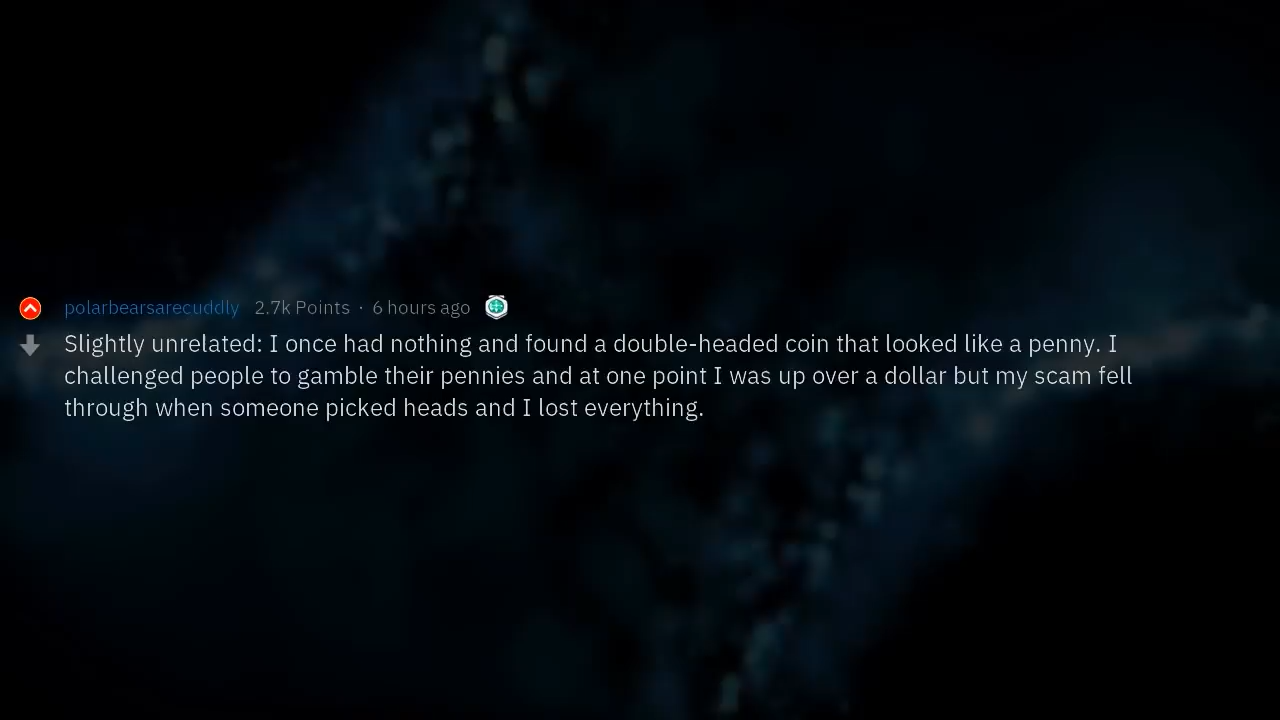 polarbearsarecuddly 2.7k Points · 6 hours ago
Slightly unrelated: I once had nothing and found a double-headed coin that looked like a penny. I
challenged people to gamble their pennies and at one point I was up over a dollar but my scam fell
through when someone picked heads and I lost everything.